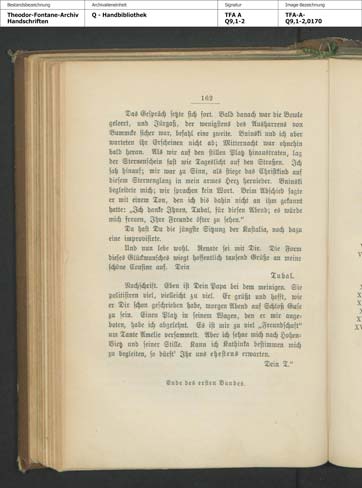 Bestandsbezeichnung
Archivalieneinheit
Signatur
Image-Bezeichnung
Theodor-Fontane-Archiv
Handschriften
Q - Handbibliothek
TFA A
Q9,1-2
TFA-A-
Q9,1-2,0170
162
Das Gespräch setzte sich fort. Bald danach war die Bowle
geleert, und Jürgaß, der wenigstens des Ausharrens von
Bummcke sicher war, befahl eine zweite. Bninski und ich aber
warteten ihr Erscheinen nicht ab; Mitternacht war ohnehin
bald heran. Als wir auf den stillen Platz hinaustraten, lag
der Sternenschein fast wie Tageslicht auf den Straßen. Ich
sah hinauf; mir war zu Sinn, als stiege das Christkind auf
diesem Sternenglanz in mein armes Herz hernieder. Bninski
begleitete mich; wir sprachen kein Wort. Beim Abschied sagte
er mit einem Ton, den ich bis dahin nicht an ihm gekannt
hatte: „Ich danke Ihnen, Tubal, für diesen Abend; es würde
mich freuen, Ihre Freunde öfter zu sehen."
Da hast Du die jüngste Sitzung der Kastalia, noch dazu
eine improvisirte.
Und nun lebe wohl. Renate sei mit Dir. Die Form
dieses Glückwunsches wiegt hoffentlich tausend Grüße an meine
schöne Cousine auf. Dein
Tubal.
Nachschrift. Eben ist Dein Papa bei dem meinigen. Sie
politisiren viel, vielleicht zu viel. Er grüßt und hofft, wie
er Dir schon geschrieben habe, morgen Abend auf Schloß Guse
zu sein. Einen Platz in seinem Wagen, den er mir ange-
boten, habe ich abgelehnt. Es ist mir zu viel „Freundschaft"
um Tante Amelie versammelt. Aber ich sehne mich nach Hohen-
Vietz und seiner Stille. Kann ich Kathinka bestimmen mich
zu begleiten, so dürft' Ihr uns ehestens erwarten.
Dein T."
Ende des ersten Bandes.